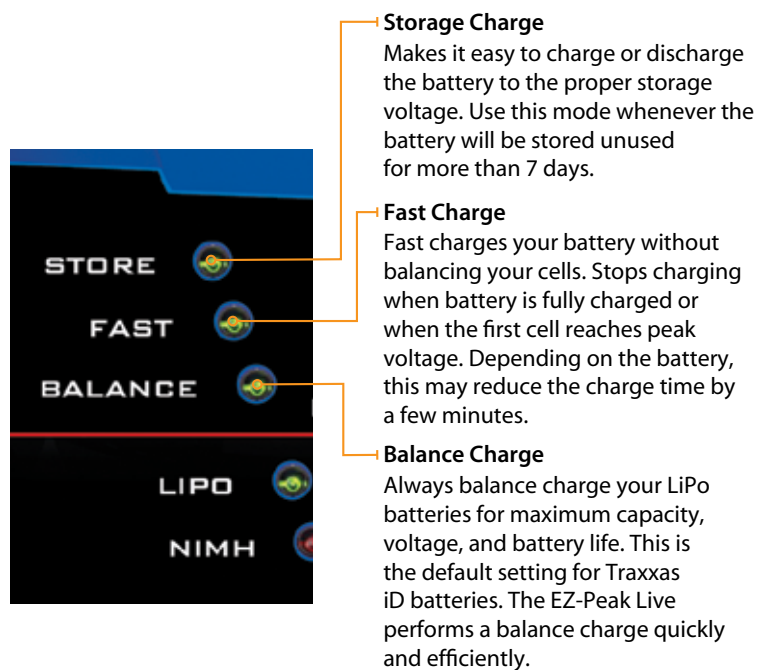 Storage Charge
Makes it easy to charge or discharge
the battery to the proper storage
voltage. Use this mode whenever the
battery will be stored unused
for more than 7 days.
STORE
FAST
BALANCE
LIPO
NIMH
Fast Charge
Fast charges your battery without
balancing your cells. Stops charging
when battery is fully charged or
when the first cell reaches peak
voltage. Depending on the battery,
this may reduce the charge time by
a few minutes.
Balance Charge
Always balance charge your LiPo
batteries for maximum capacity,
voltage, and battery life. This is
the default setting for Traxxas
iD batteries. The EZ-Peak Live
performs a balance charge quickly
and efficiently.